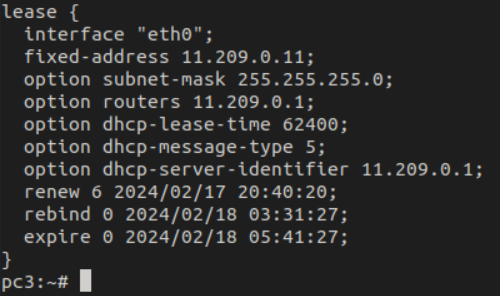 lease {
  interface "eth0";
  fixed-address 11.209.0.11;
  option subnet-mask 255.255.255.0;
  option routers 11.209.0.1;
  option dhcp-lease-time 62400;
  option dhcp-message-type 5;
  option dhcp-server-identifier 11.209.0.1;
  renew 6 2024/02/17 20:40:20;
  rebind 0 2024/02/18 03:31:27;
  expire 0 2024/02/18 05:41:27;
}
pc3:~#